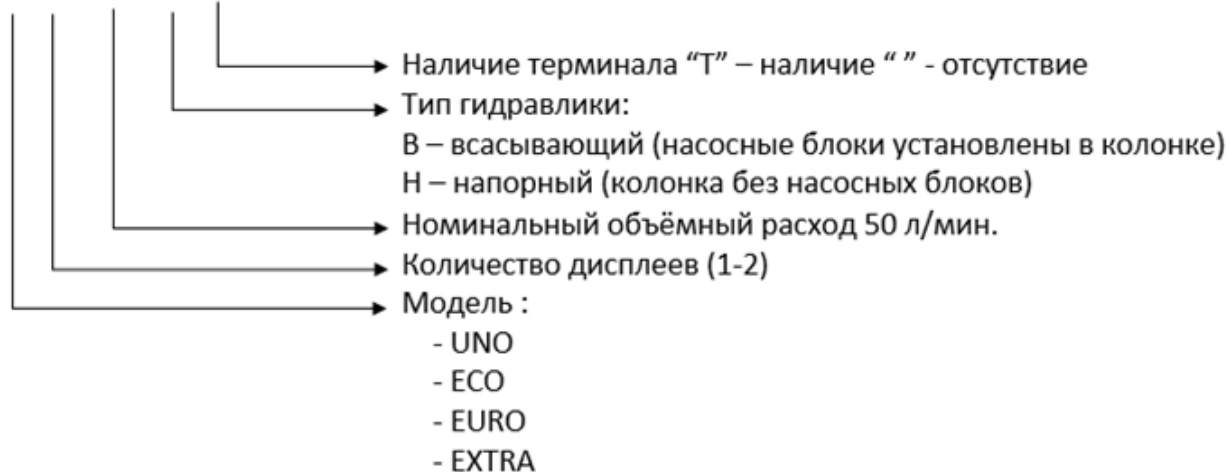 Наличие терминала “Т” – наличие “ ” - отсутствие
Тип гидравлики:
В – всасывающий (насосные блоки установлены в колонке)
Н – напорный (колонка без насосных блоков)
Номинальный объёмный расход 50 л/мин.
Количество дисплеев (1-2)
Модель :
- UNO
- ECO
- EURO
- EXTRA